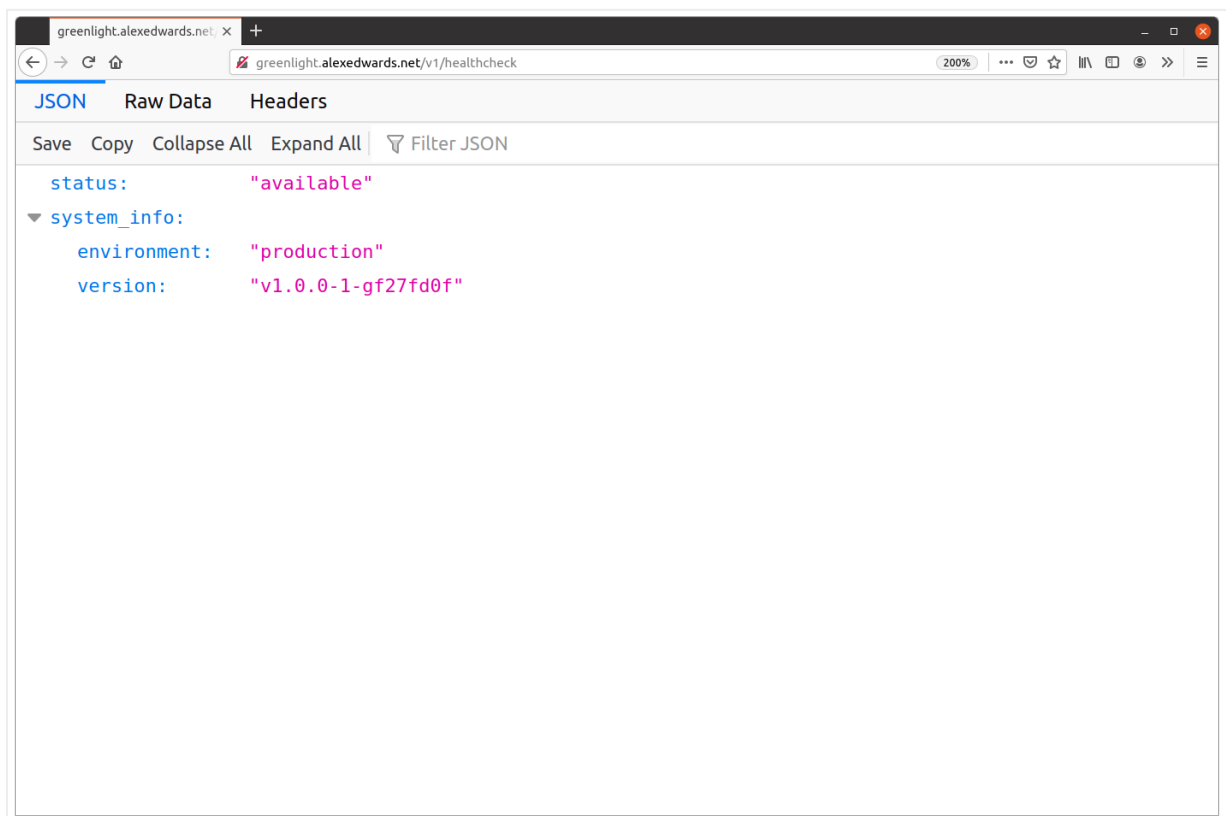 greenlight.alexedwards.net/
greenlight.alexedwards.net/v1/healthcheck 200%
JSON Raw Data Headers
Save Copy Collapse All Expand All Filter JSON
status: "available"
system_info:
environment: "production"
version: "v1.0.0-1-gf27fd0f"